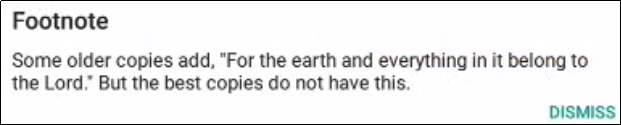 Footnote
Some older copies add, "For the earth and everything in it belong to
the Lord." But the best copies do not have this.
DISMISS